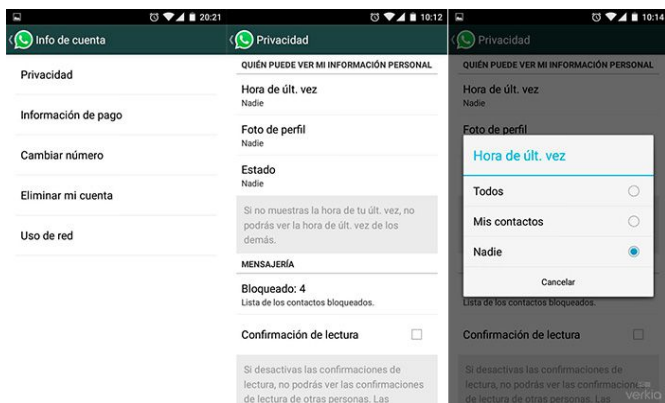 20:21
Info de cuenta
Privacidad
Información de pago
Cambiar número
Eliminar mi cuenta
Uso de red
10:12
Privacidad
QUIÉN PUEDE VER MI INFORMACIÓN PERSONAL
Hora de últ. vez
Nadie
Foto de perfil
Nadie
Estado
Nadie
Si no muestras la hora de tu últ. vez, no
podrás ver la hora de últ. vez de los
demás.
MENSAJERÍA
Bloqueado: 4
Lista de los contactos bloqueados.
Confirmación de lectura
Si desactivas las confirmaciones de
lectura, no podrás ver las confirmaciones
de lectura de otras personas. Las
10:14
Privacidad
QUIÉN PUEDE VER MI INFORMACIÓN PERSONAL
Hora de últ. vez
Nadie
Foto de perfil
Hora de últ. vez
Todos
Mis contactos
Nadie
Cancelar
Lista de los contactos bloqueados.
Confirmación de lectura
Si desactivas las confirmaciones de
lectura, no podrás ver las confirmaciones
de lectura de otras personas. Las
verkia